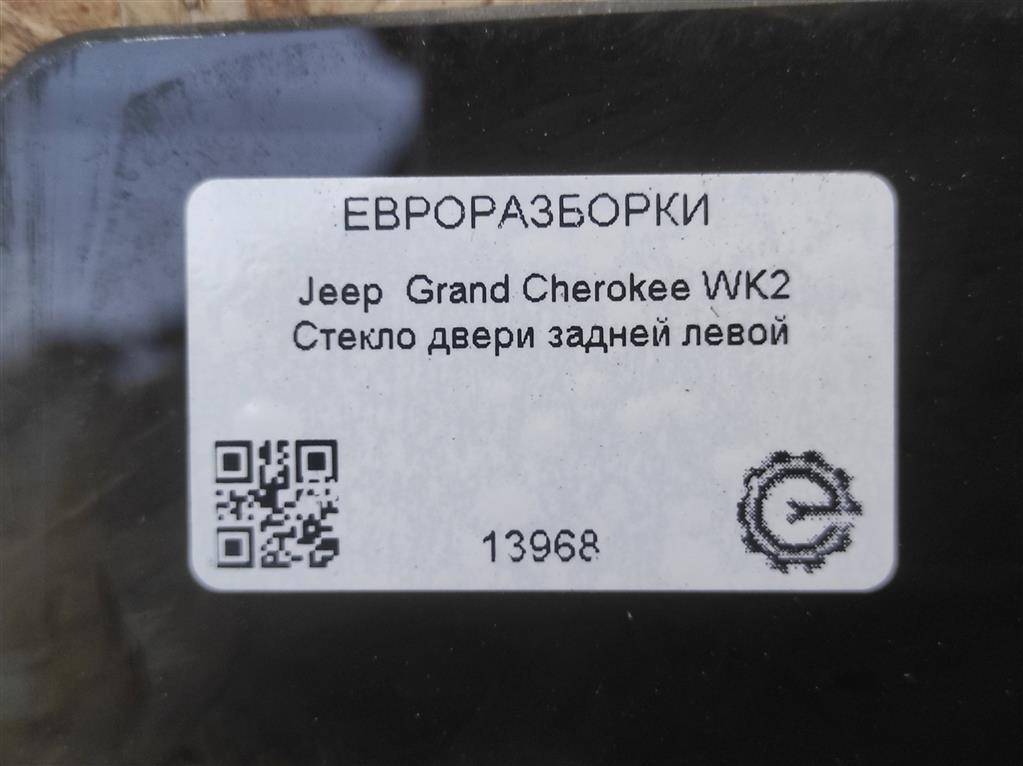 ЕВРОРАЗБОРКИ
Jeep Grand Cherokee WK2
Стекло двери задней левой
13968